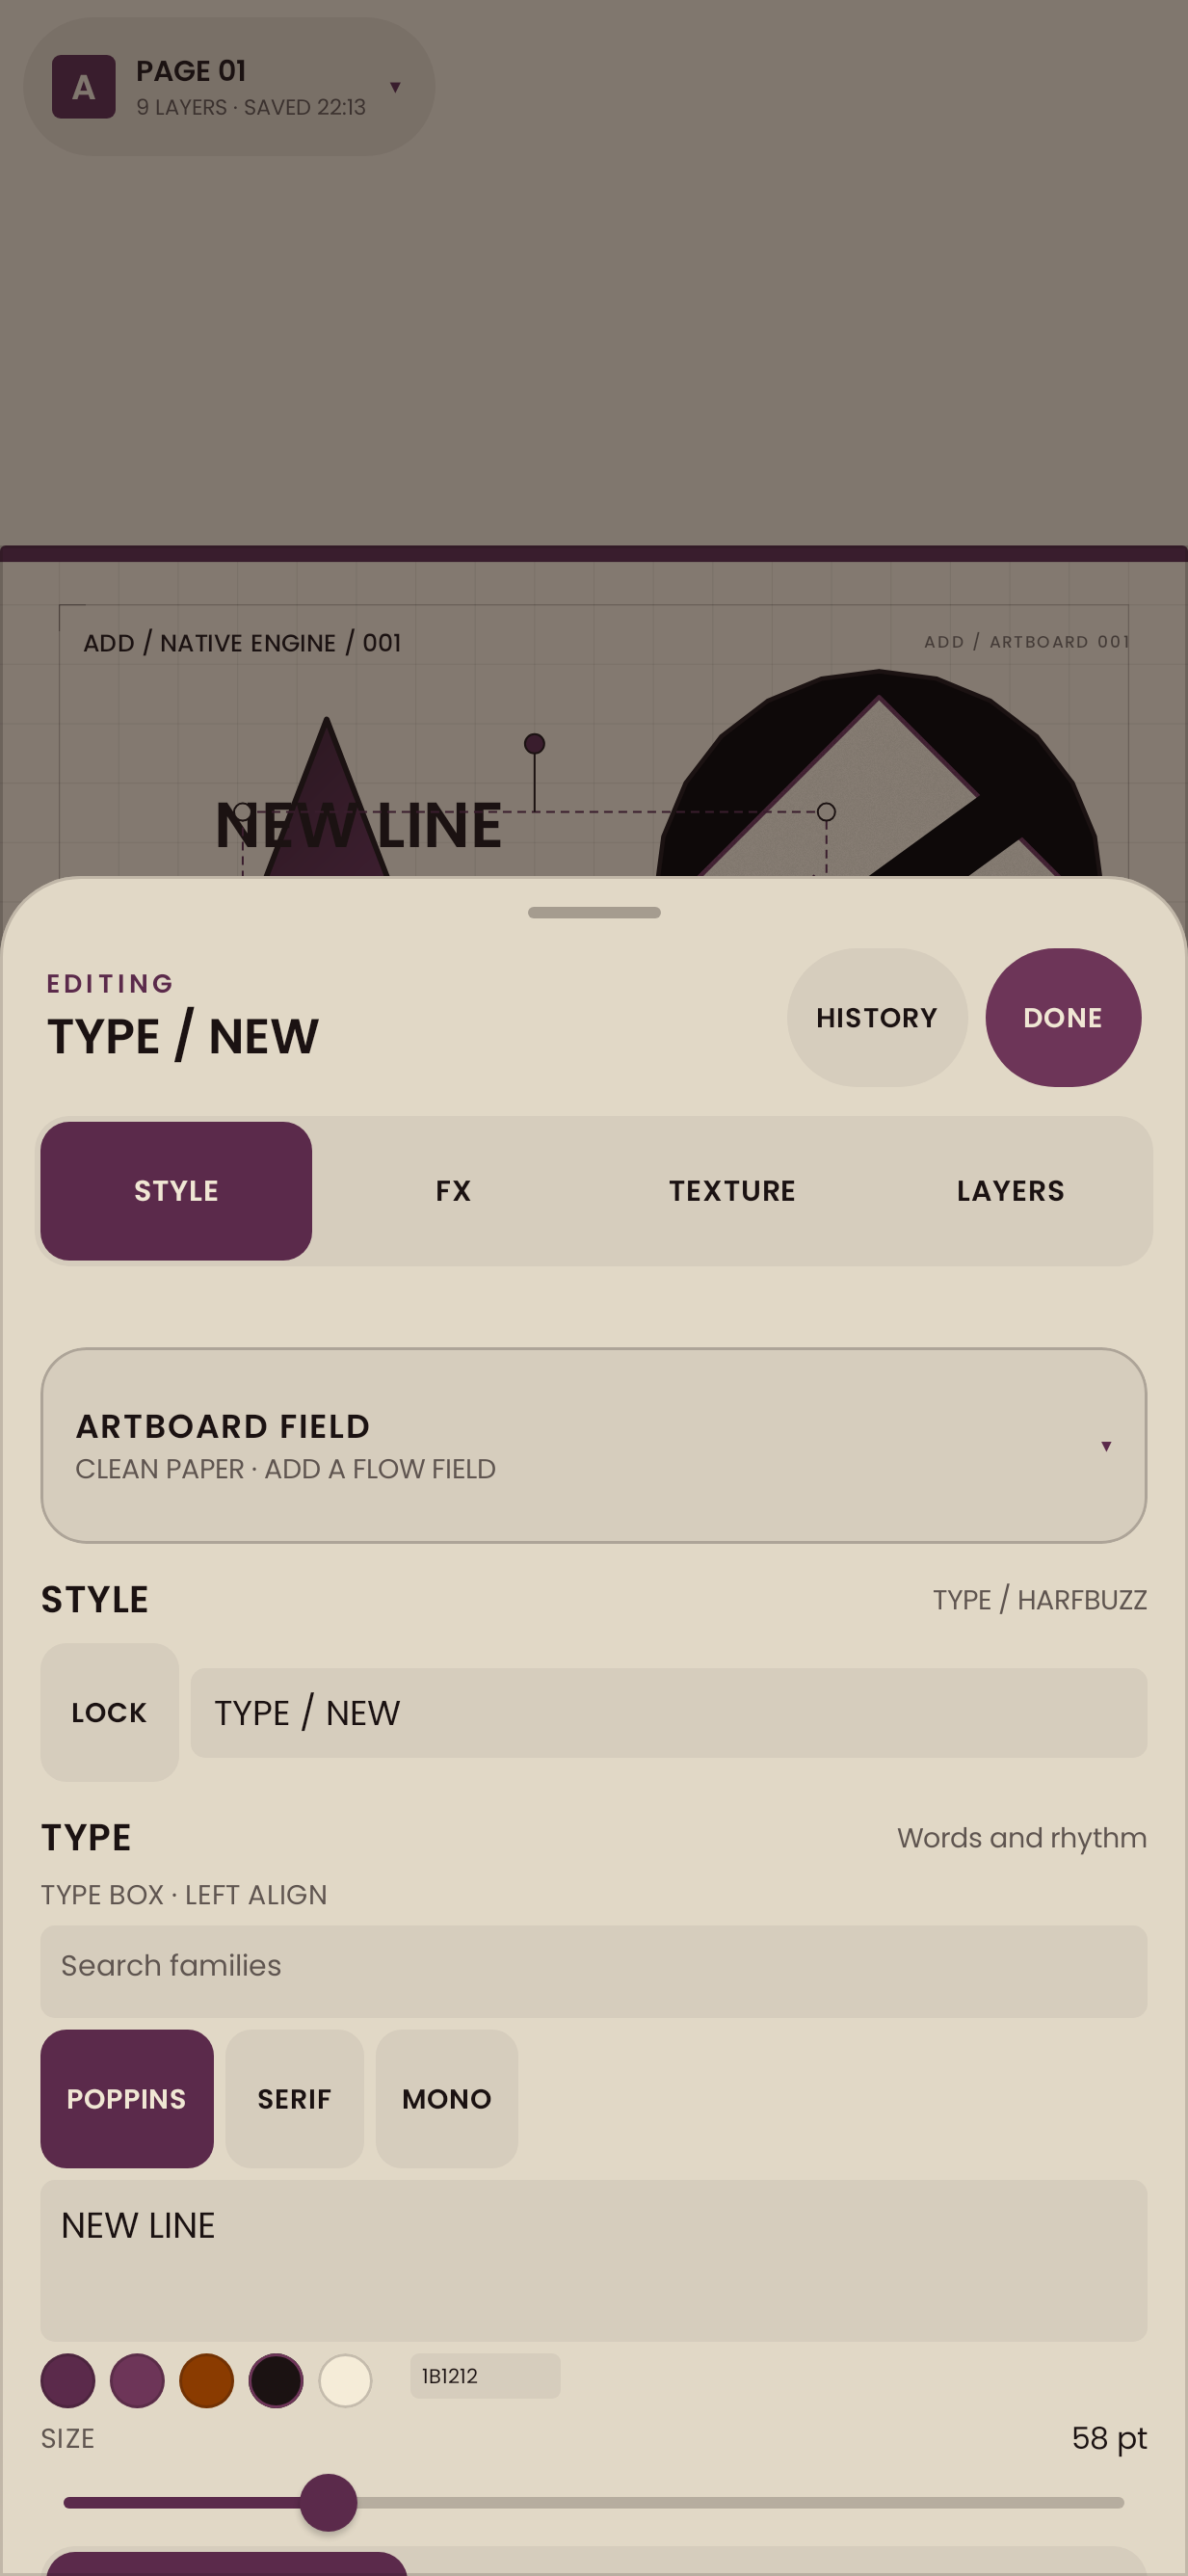 A
PAGE 01
9 LAYERS · SAVED 22:13
ADD / NATIVE ENGINE / 001
ADD / ARTBOARD 001
NEW LINE
EDITING
TYPE / NEW
HISTORY
DONE
STYLE
FX
TEXTURE
LAYERS
ARTBOARD FIELD
CLEAN PAPER · ADD A FLOW FIELD
STYLE
TYPE / HARFBUZZ
LOCK
TYPE / NEW
TYPE
Words and rhythm
TYPE BOX · LEFT ALIGN
Search families
POPPINS
SERIF
MONO
NEW LINE
1B1212
SIZE
58 pt